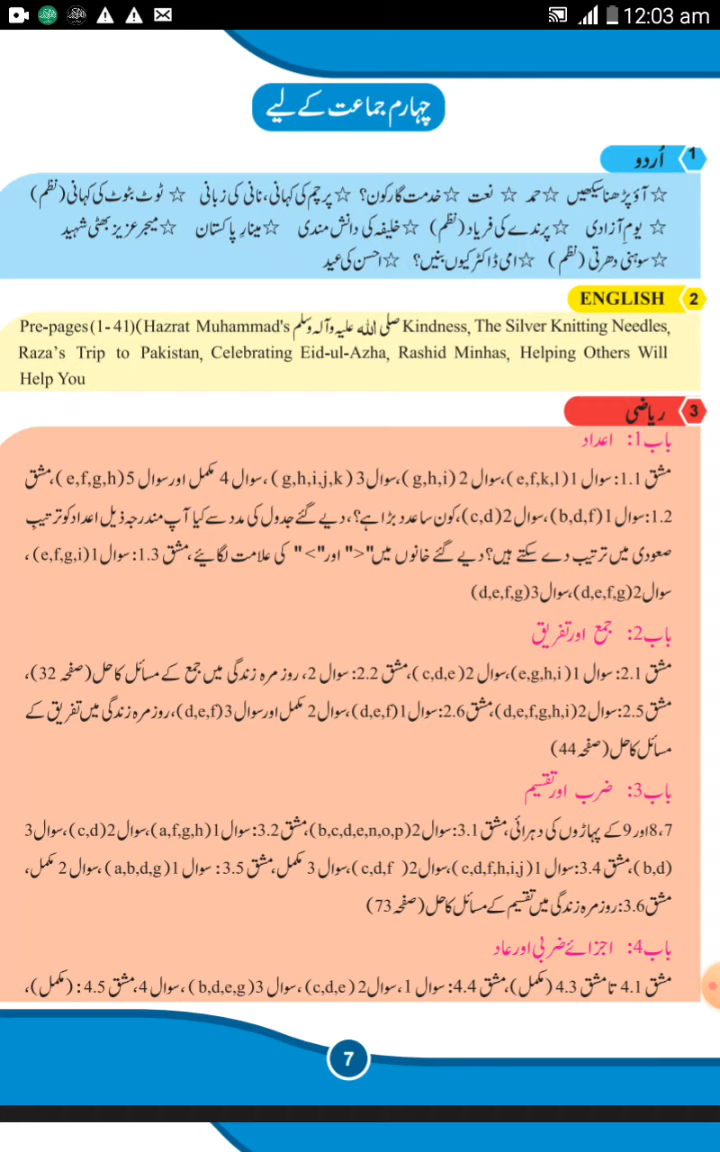 12:03 am
چہارم جماعت کے لیے
1 اُردو
☆ آؤ پڑھنا سیکھیں ☆ حمد ☆ نعت ☆ خدمت گار کون؟ ☆ پرچم کی کہانی، نانی کی زبانی ☆ ٹوٹ بٹوٹ کی کہانی (نظم)
☆ یومِ آزادی ☆ پرندے کی فریاد (نظم) ☆ خلیفہ کی دانش مندی ☆ مینارِ پاکستان ☆ میجر عزیز بھٹی شہید
☆ سوہنی دھرتی (نظم) ☆ امی ڈاکٹر کیوں بنیں؟ ☆ احسن کی عید
ENGLISH 2
Pre-pages (1- 41)(Hazrat Muhammad's صلی اللہ علیہ وآلہ وسلم Kindness, The Silver Knitting Needles,
Raza's Trip to Pakistan, Celebrating Eid-ul-Azha, Rashid Minhas, Helping Others Will
Help You
3 ریاضی
باب 1: اعداد
مشق 1.1: سوال 1 (e,f,k,l)، سوال 2 (g,h,i)، سوال 3 (g,h,i,j,k)، سوال 4 مکمل اور سوال 5 (e,f,g,h)، مشق
1.2: سوال 1 (b,d,f)، سوال 2 (c,d)، کون سا عدد بڑا ہے؟، دیے گئے جدول کی مدد سے کیا آپ مندرجہ ذیل اعداد کو ترتیبِ
صعودی میں ترتیب دے سکتے ہیں؟ دیے گئے خانوں میں "<" اور ">" کی علامت لگائیے، مشق 1.3: سوال 1 (e,f,g,i)،
سوال 2 (d,e,f,g)، سوال 3 (d,e,f,g)
باب 2: جمع اور تفریق
مشق 2.1: سوال 1 (e,g,h,i)، سوال 2 (c,d,e)، مشق 2.2: سوال 2، روز مرہ زندگی میں جمع کے مسائل کا حل (صفحہ 32)،
مشق 2.5: سوال 2 (d,e,f,g,h,i)، مشق 2.6: سوال 1 (d,e,f)، سوال 2 مکمل اور سوال 3 (d,e,f)، روز مرہ زندگی میں تفریق کے
مسائل کا حل (صفحہ 44)
باب 3: ضرب اور تقسیم
7، 8 اور 9 کے پہاڑوں کی دہرائی، مشق 3.1: سوال 2 (b,c,d,e,n,o,p)، مشق 3.2: سوال 1 (a,f,g,h)، سوال 2 (c,d)، سوال 3
(b,d)، مشق 3.4: سوال 1 (c,d,f,h,i,j)، سوال 2 (c,d,f)، سوال 3 مکمل، مشق 3.5: سوال 1 (a,b,d,g)، سوال 2 مکمل،
مشق 3.6: روز مرہ زندگی میں تقسیم کے مسائل کا حل (صفحہ 73)
باب 4: اجزائے ضربی اور عاد
مشق 4.1 تا مشق 4.3 (مکمل)، مشق 4.4: سوال 1، سوال 2 (c,d,e)، سوال 3 (b,d,e,g)، سوال 4، مشق 4.5: (مکمل)،
7